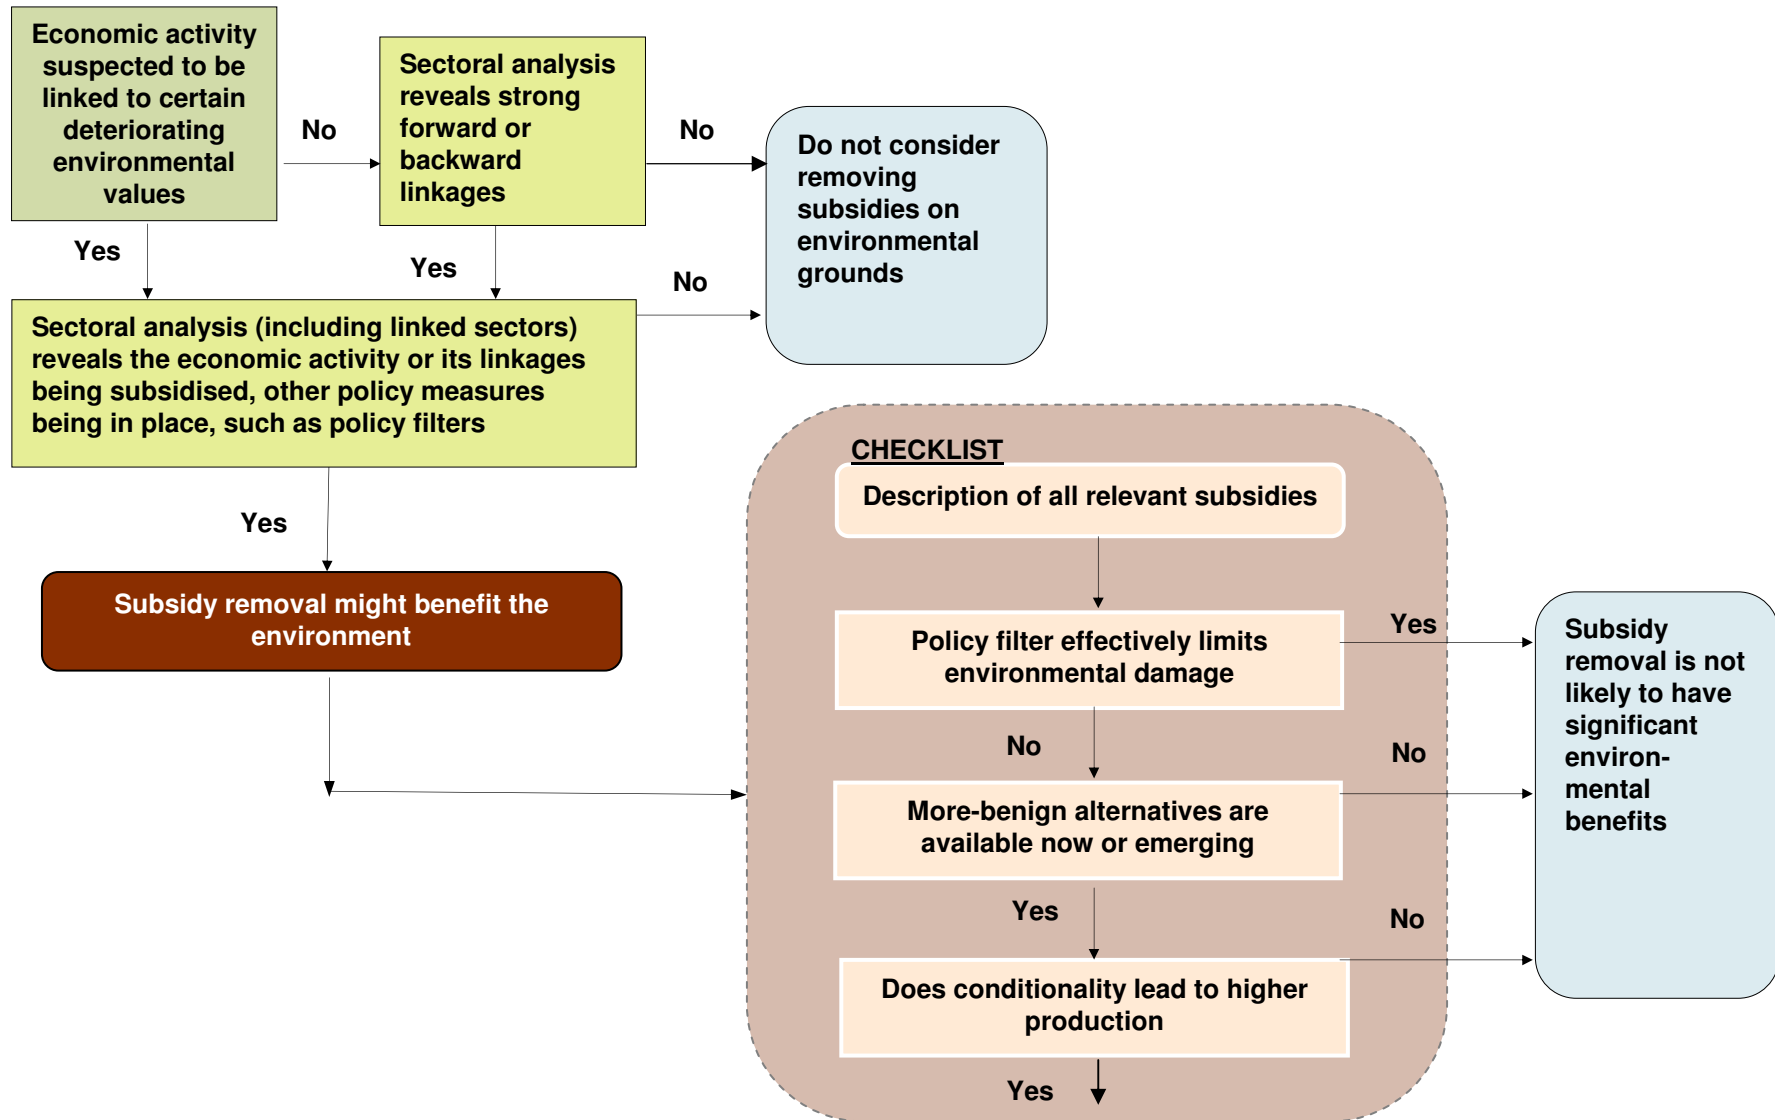 Economic activity
suspected to be
linked to certain
deteriorating
environmental
values
No
Sectoral analysis
reveals strong
forward or
backward
linkages
No
Do not consider
removing
subsidies on
environmental
grounds
Yes
Yes
No
Sectoral analysis (including linked sectors)
reveals the economic activity or its linkages
being subsidised, other policy measures
being in place, such as policy filters
Yes
Subsidy removal might benefit the
environment
CHECKLIST
Description of all relevant subsidies
Policy filter effectively limits
environmental damage
Yes
No
More-benign alternatives are
available now or emerging
No
Yes
Does conditionality lead to higher
production
No
Yes
Subsidy
removal is not
likely to have
significant
environ-
mental
benefits